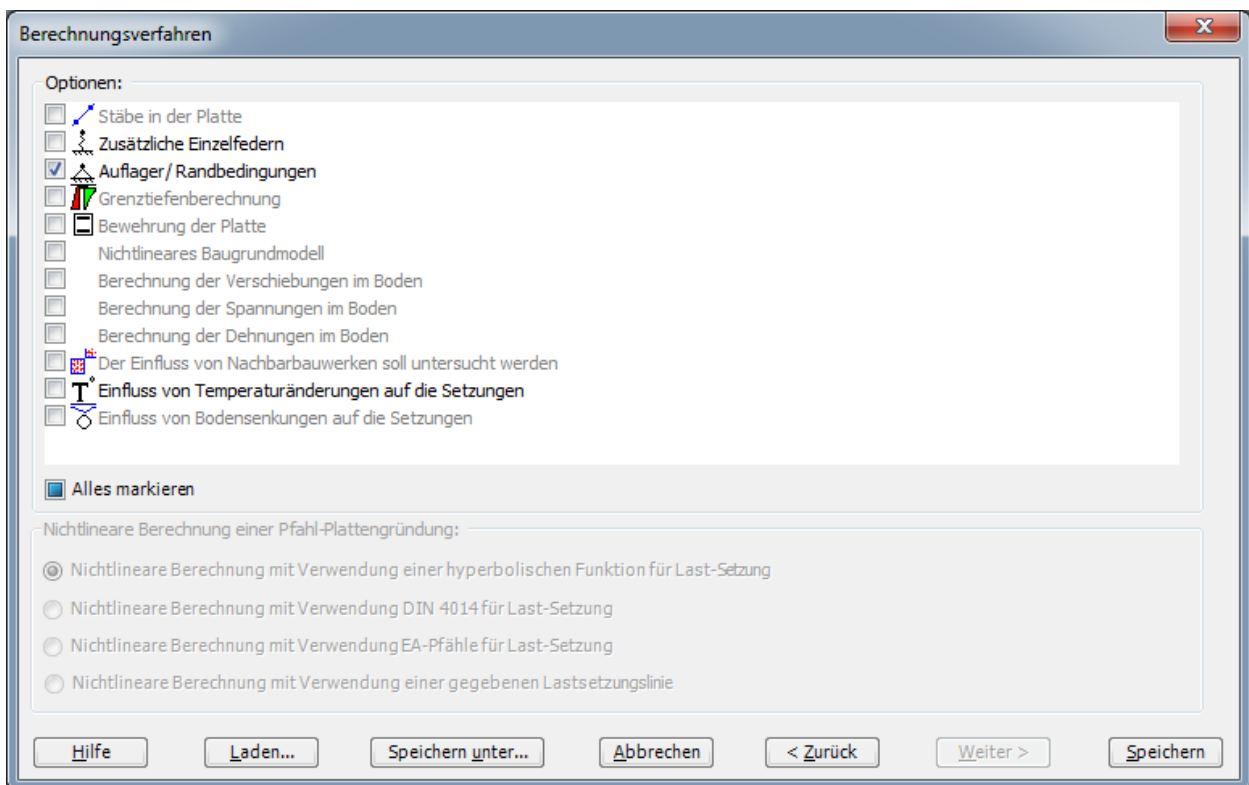 Berechnungsverfahren
Optionen:
Stäbe in der Platte
Zusätzliche Einzelfedern
Auflager/ Randbedingungen
Grenztiefenberechnung
Bewehrung der Platte
Nichtlineares Baugrundmodell
Berechnung der Verschiebungen im Boden
Berechnung der Spannungen im Boden
Berechnung der Dehnungen im Boden
Der Einfluss von Nachbarbauwerken soll untersucht werden
T° Einfluss von Temperaturänderungen auf die Setzungen
Einfluss von Bodensenkungen auf die Setzungen
Alles markieren
Nichtlineare Berechnung einer Pfahl-Plattengründung:
Nichtlineare Berechnung mit Verwendung einer hyperbolischen Funktion für Last-Setzung
Nichtlineare Berechnung mit Verwendung DIN 4014 für Last-Setzung
Nichtlineare Berechnung mit Verwendung EA-Pfähle für Last-Setzung
Nichtlineare Berechnung mit Verwendung einer gegebenen Lastsetzungslinie
Hilfe Laden... Speichern unter... Abbrechen < Zurück Weiter > Speichern